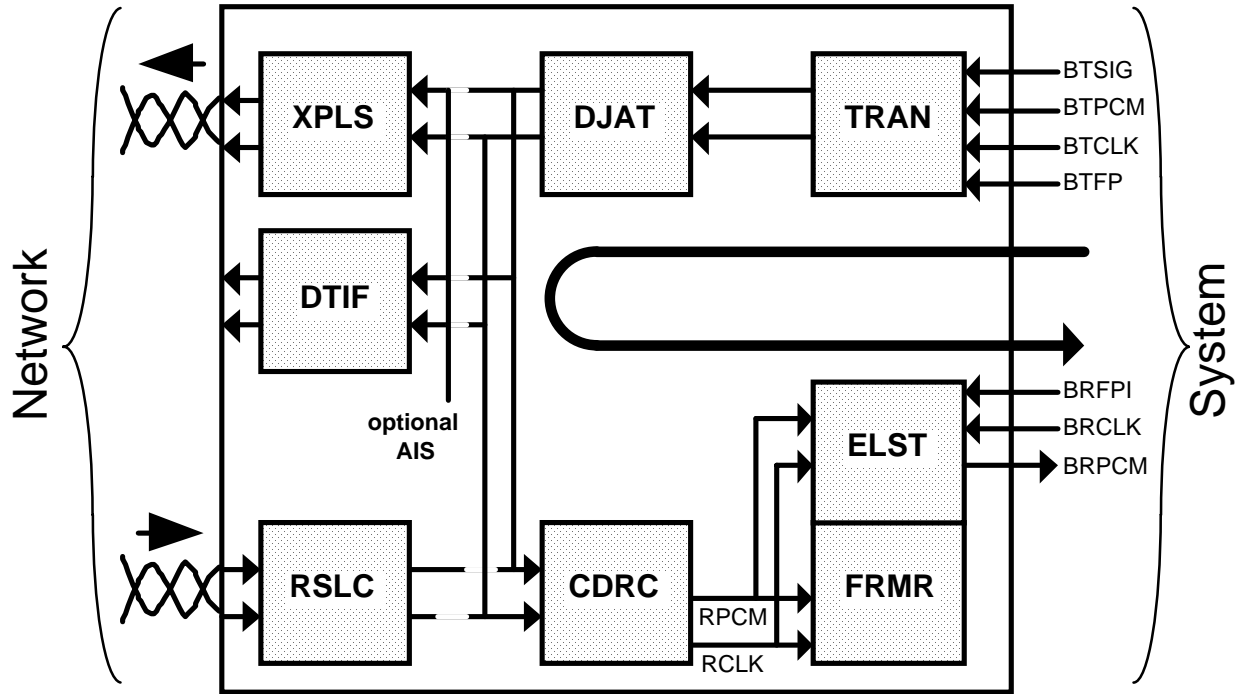 XPLS
DJAT
TRAN
BTSIG
BTPCM
BTCLK
BTFP
Network
DTIF
System
optional
AIS
BRFPI
BRCLK
BRPCM
ELST
RSLC
CDRC
FRMR
RPCM
RCLK